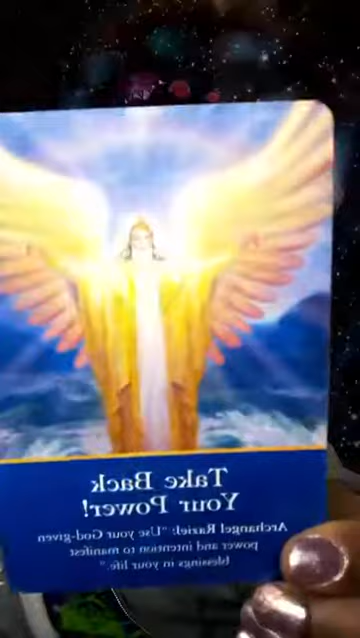 Take Back
Your Power!
Archangel Raziel: "Use your God-given
power and intention to manifest
blessings in your life."